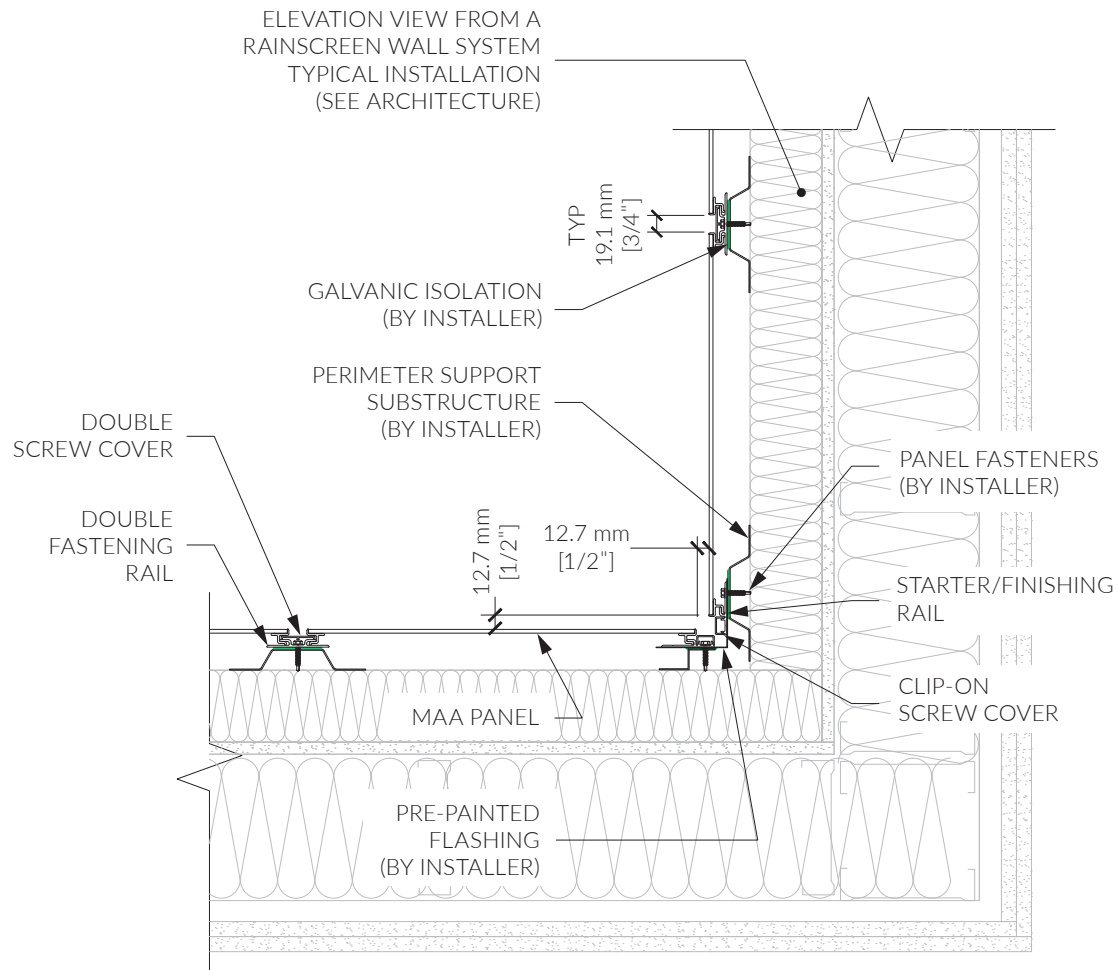 ELEVATION VIEW FROM A
RAINSCREEN WALL SYSTEM
TYPICAL INSTALLATION
(SEE ARCHITECTURE)
TYP
19.1 mm
[3/4"]
GALVANIC ISOLATION
(BY INSTALLER)
PERIMETER SUPPORT
SUBSTRUCTURE
(BY INSTALLER)
DOUBLE
SCREW COVER
PANEL FASTENERS
(BY INSTALLER)
DOUBLE
FASTENING
RAIL
12.7 mm
[1/2"]
12.7 mm
[1/2"]
STARTER/FINISHING
RAIL
CLIP-ON
SCREW COVER
MAA PANEL
PRE-PAINTED
FLASHING
(BY INSTALLER)